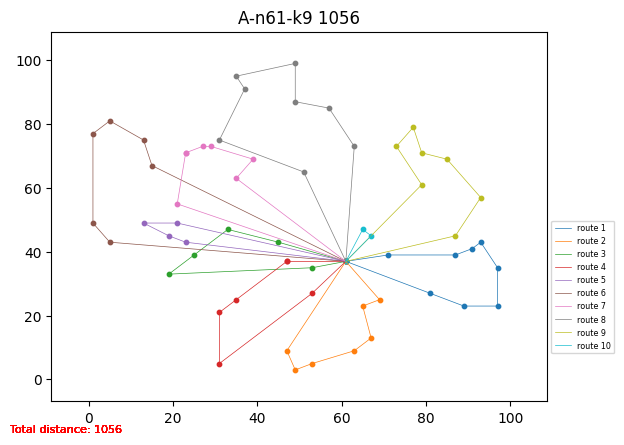 A-n61-k9 1056
100
80
60
40
20
0
0 20 40 60 80 100
route 1
route 2
route 3
route 4
route 5
route 6
route 7
route 8
route 9
route 10
Total distance: 1056